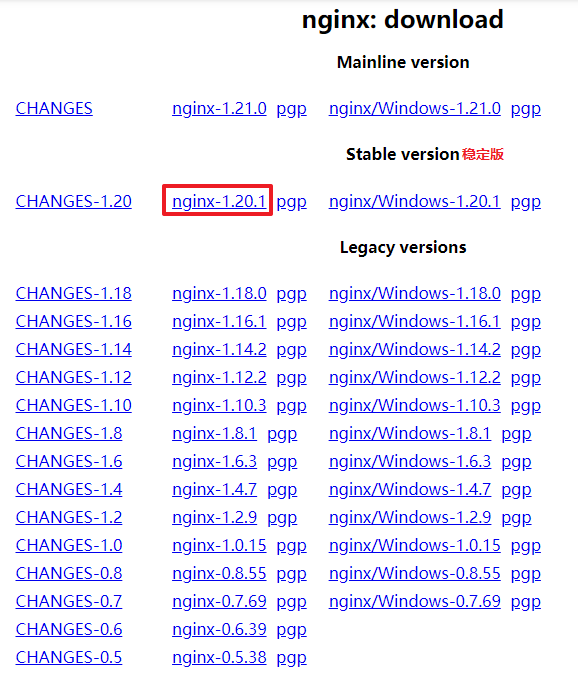 nginx: download
Mainline version
CHANGES nginx-1.21.0 pgp nginx/Windows-1.21.0 pgp
Stable version稳定版
CHANGES-1.20 nginx-1.20.1 pgp nginx/Windows-1.20.1 pgp
Legacy versions
CHANGES-1.18 nginx-1.18.0 pgp nginx/Windows-1.18.0 pgp
CHANGES-1.16 nginx-1.16.1 pgp nginx/Windows-1.16.1 pgp
CHANGES-1.14 nginx-1.14.2 pgp nginx/Windows-1.14.2 pgp
CHANGES-1.12 nginx-1.12.2 pgp nginx/Windows-1.12.2 pgp
CHANGES-1.10 nginx-1.10.3 pgp nginx/Windows-1.10.3 pgp
CHANGES-1.8 nginx-1.8.1 pgp nginx/Windows-1.8.1 pgp
CHANGES-1.6 nginx-1.6.3 pgp nginx/Windows-1.6.3 pgp
CHANGES-1.4 nginx-1.4.7 pgp nginx/Windows-1.4.7 pgp
CHANGES-1.2 nginx-1.2.9 pgp nginx/Windows-1.2.9 pgp
CHANGES-1.0 nginx-1.0.15 pgp nginx/Windows-1.0.15 pgp
CHANGES-0.8 nginx-0.8.55 pgp nginx/Windows-0.8.55 pgp
CHANGES-0.7 nginx-0.7.69 pgp nginx/Windows-0.7.69 pgp
CHANGES-0.6 nginx-0.6.39 pgp
CHANGES-0.5 nginx-0.5.38 pgp